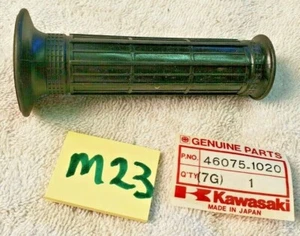 M23
GENUINE PARTS
P.NO. 46075-1020
Q'TY (7G) 1
Kawasaki
MADE IN JAPAN